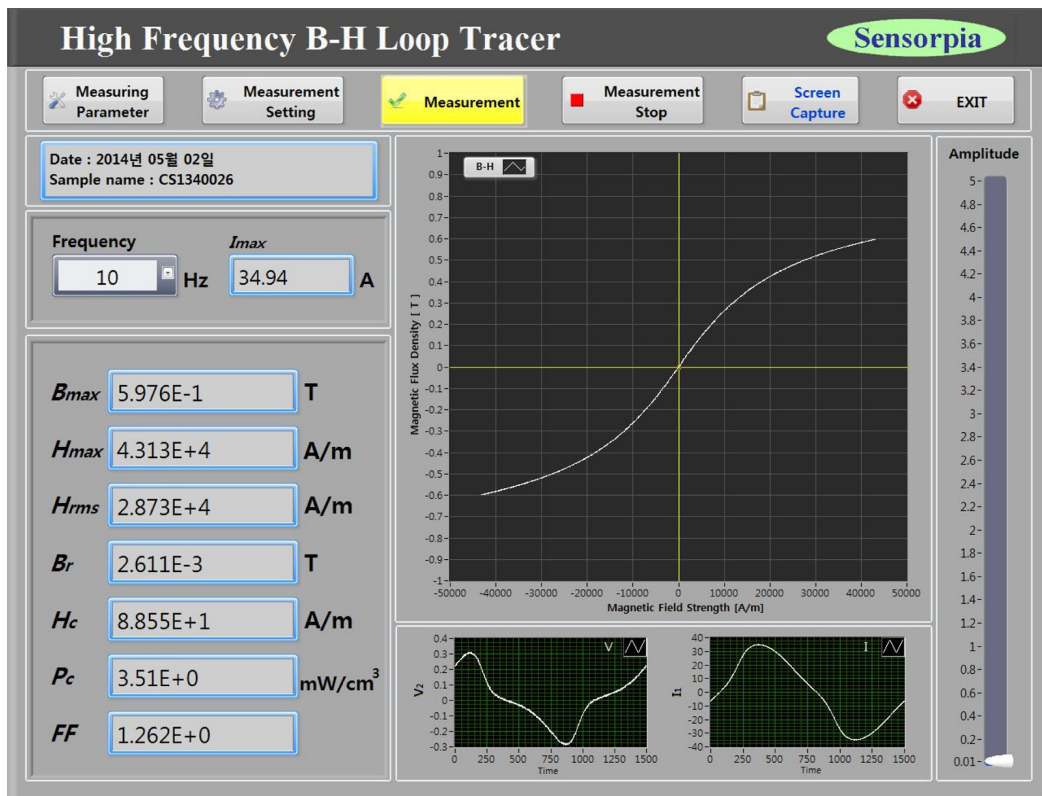 High Frequency B-H Loop Tracer
Sensorpia
Measuring
Parameter
Measurement
Setting
Measurement
Measurement
Stop
Screen
Capture
EXIT
Date : 2014년 05월 02일
Sample name : CS1340026
Frequency
10 Hz
Imax
34.94 A
Bmax 5.976E-1 T
Hmax 4.313E+4 A/m
Hrms 2.873E+4 A/m
Br 2.611E-3 T
Hc 8.855E+1 A/m
Pc 3.51E+0 mW/cm³
FF 1.262E+0
B-H
Magnetic Flux Density [ T ]
1
0.9
0.8
0.7
0.6
0.5
0.4
0.3
0.2
0.1
0
-0.1
-0.2
-0.3
-0.4
-0.5
-0.6
-0.7
-0.8
-0.9
-1
-50000 -40000 -30000 -20000 -10000 0 10000 20000 30000 40000 50000
Magnetic Field Strength [A/m]
V
V2
0.4
0.3
0.2
0.1
0
-0.1
-0.2
-0.3
0 250 500 750 1000 1250 1500
Time
I
I1
40
30
20
10
0
-10
-20
-30
-40
0 250 500 750 1000 1250 1500
Time
Amplitude
5
4.8
4.6
4.4
4.2
4
3.8
3.6
3.4
3.2
3
2.8
2.6
2.4
2.2
2
1.8
1.6
1.4
1.2
1
0.8
0.6
0.4
0.2
0.01